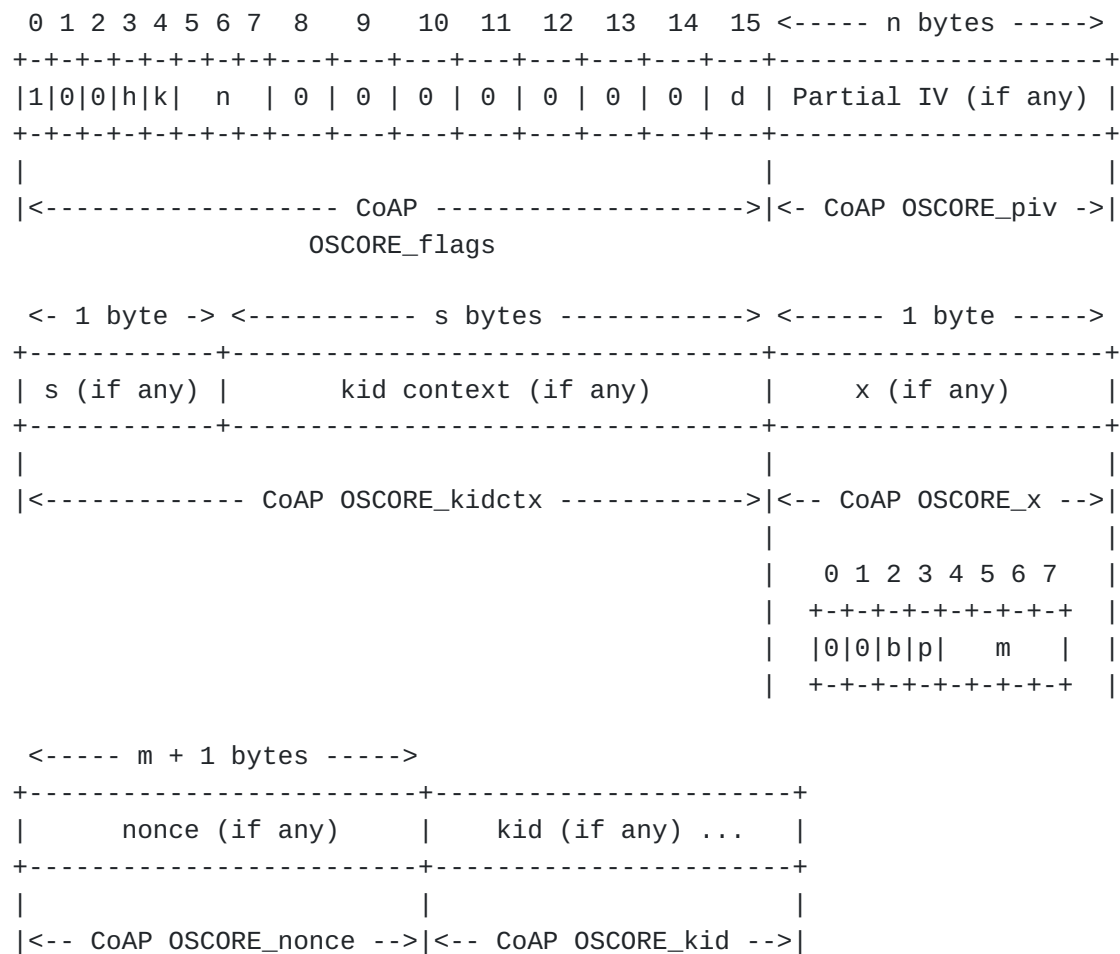 0 1 2 3 4 5 6 7  8   9   10  11  12  13  14  15 <----- n bytes ----->
+-+-+-+-+-+-+-+-+---+---+---+---+---+---+---+---+---------------------+
|1|0|0|h|k|  n  | 0 | 0 | 0 | 0 | 0 | 0 | 0 | d | Partial IV (if any) |
+-+-+-+-+-+-+-+-+---+---+---+---+---+---+---+---+---------------------+
|                                               |                     |
|<------------------- CoAP -------------------->|<- CoAP OSCORE_piv ->|
                   OSCORE_flags

 <- 1 byte -> <----------- s bytes ------------> <------ 1 byte ----->
+------------+----------------------------------+---------------------+
| s (if any) |       kid context (if any)       |     x (if any)      |
+------------+----------------------------------+---------------------+
|                                               |                     |
|<------------- CoAP OSCORE_kidctx ------------>|<-- CoAP OSCORE_x -->|
                                                |                     |
                                                |   0 1 2 3 4 5 6 7   |
                                                |  +-+-+-+-+-+-+-+-+  |
                                                |  |0|0|b|p|   m   |  |
                                                |  +-+-+-+-+-+-+-+-+  |

 <----- m + 1 bytes ----->
+-------------------------+-----------------------+
|      nonce (if any)     |    kid (if any) ...   |
+-------------------------+-----------------------+
|                         |                       |
|<-- CoAP OSCORE_nonce -->|<-- CoAP OSCORE_kid -->|